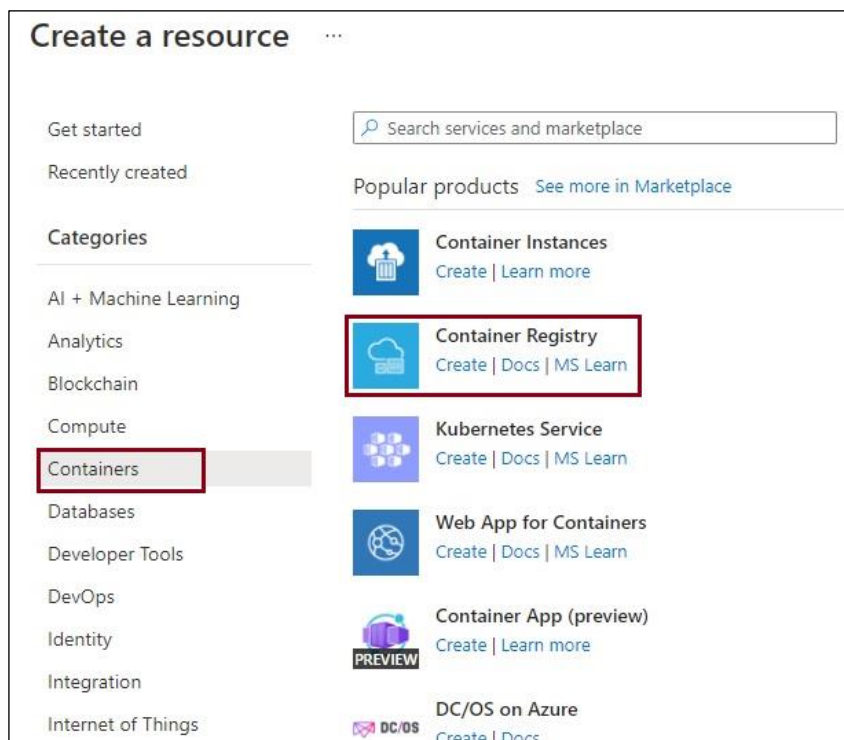 Create a resource ...
Get started
Recently created
Categories
AI + Machine Learning
Analytics
Blockchain
Compute
Containers
Databases
Developer Tools
DevOps
Identity
Integration
Internet of Things
Search services and marketplace
Popular products See more in Marketplace
Container Instances
Create | Learn more
Container Registry
Create | Docs | MS Learn
Kubernetes Service
Create | Docs | MS Learn
Web App for Containers
Create | Docs | MS Learn
Container App (preview)
Create | Learn more
PREVIEW
DC/OS on Azure
DC/OS
Create | Docs